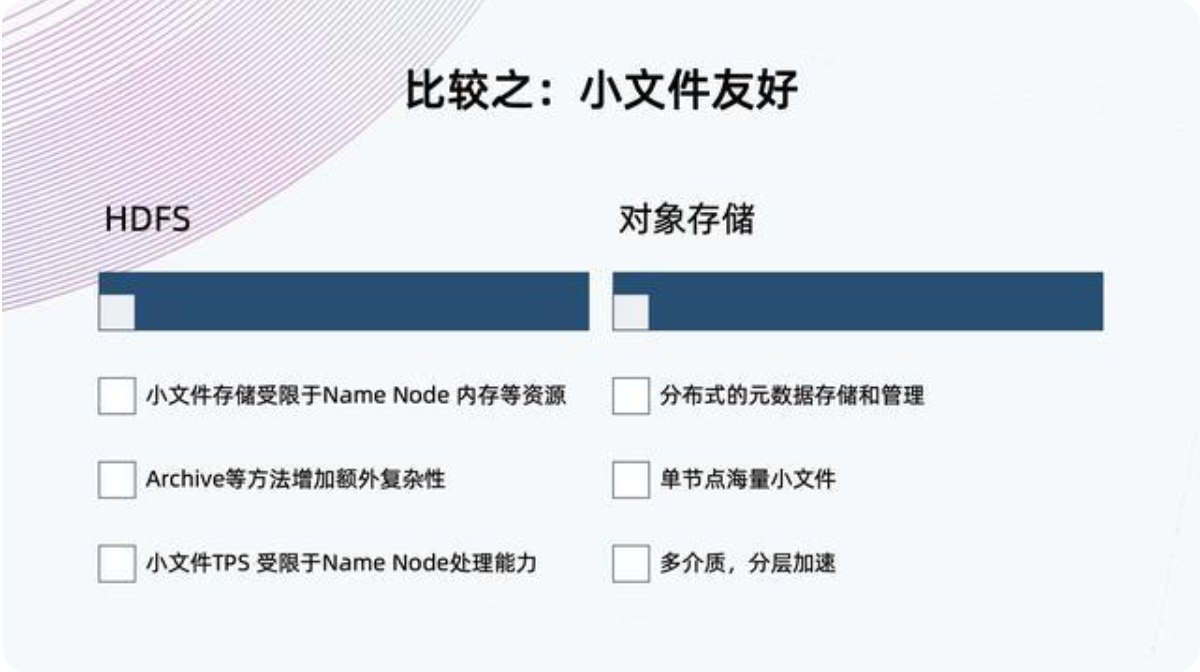 比较之：小文件友好
HDFS
小文件存储受限于Name Node 内存等资源
Archive等方法增加额外复杂性
小文件TPS 受限于Name Node处理能力
对象存储
分布式的元数据存储和管理
单节点海量小文件
多介质，分层加速